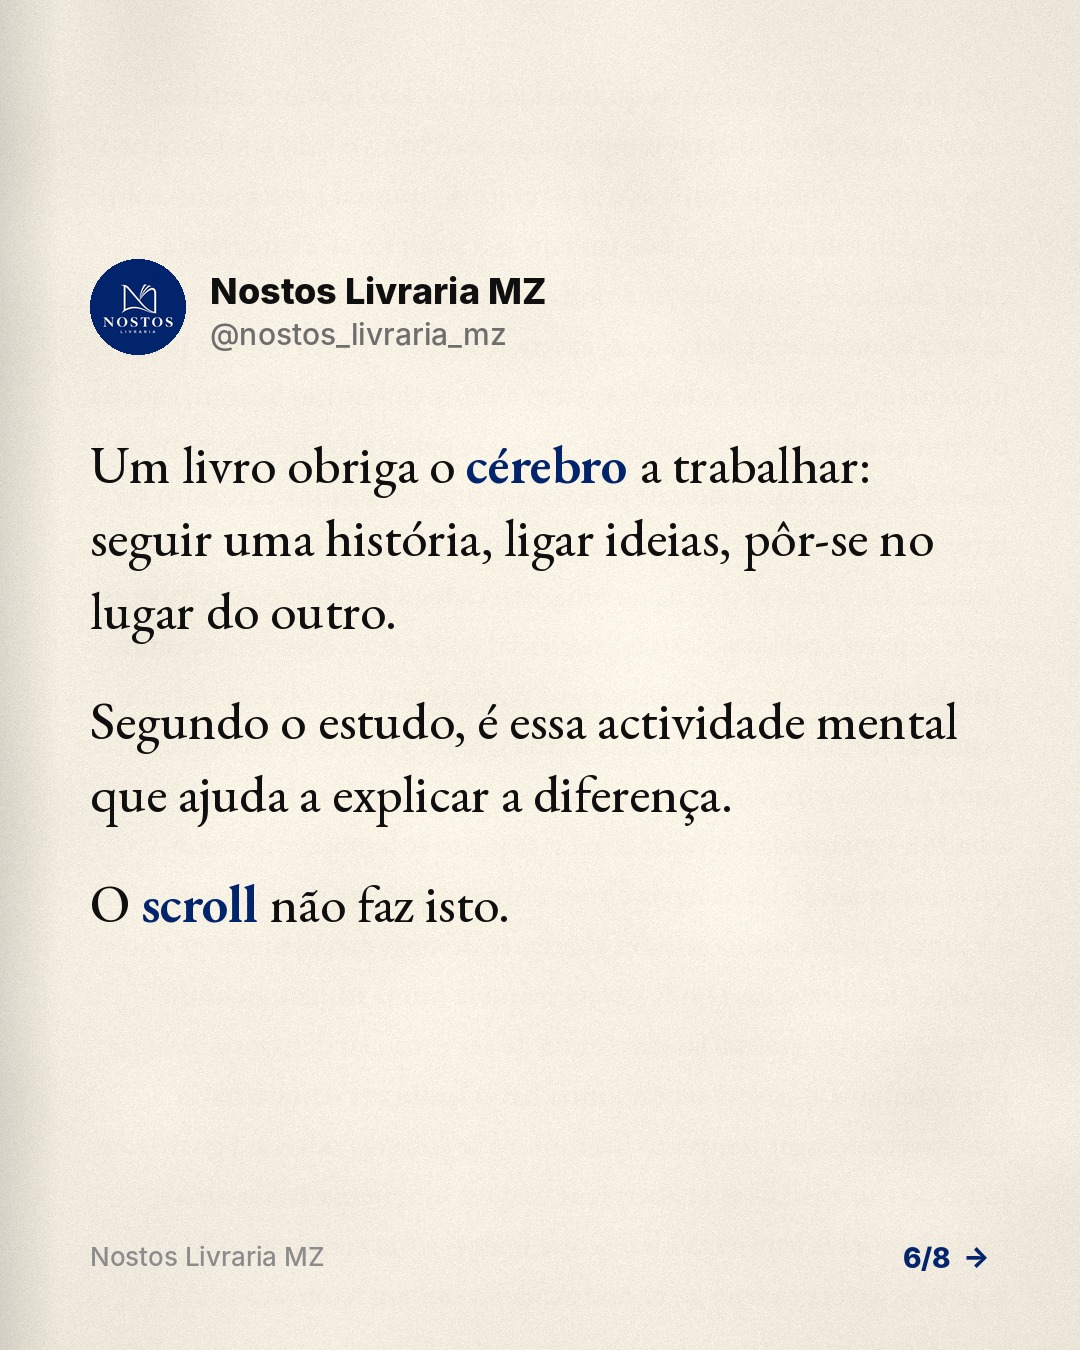 NOSTOS
LIVRARIA
Nostos Livraria MZ
@nostos_livraria_mz
Um livro obriga o cérebro a trabalhar:
seguir uma história, ligar ideias, pôr-se no
lugar do outro.
Segundo o estudo, é essa actividade mental
que ajuda a explicar a diferença.
O scroll não faz isto.
Nostos Livraria MZ
6/8 →